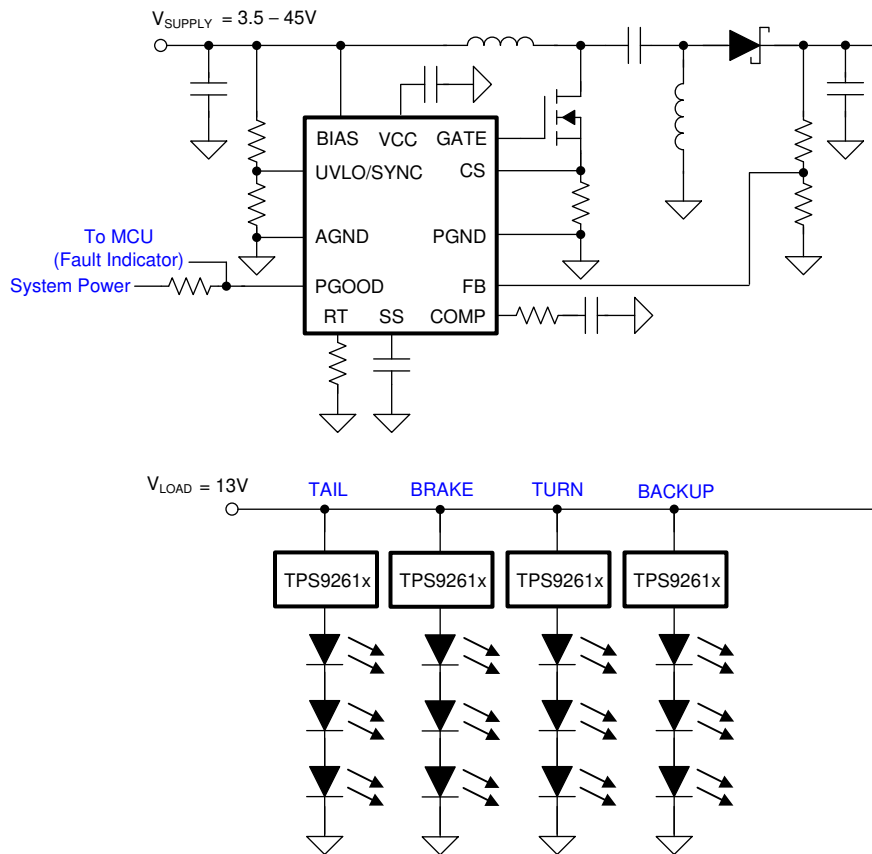 VSUPPLY = 3.5 – 45V
BIAS VCC GATE
UVLO/SYNC CS
To MCU
(Fault Indicator)
AGND PGND
System Power
PGOOD FB
RT SS COMP
VLOAD = 13V
TAIL BRAKE TURN BACKUP
TPS9261x TPS9261x TPS9261x TPS9261x